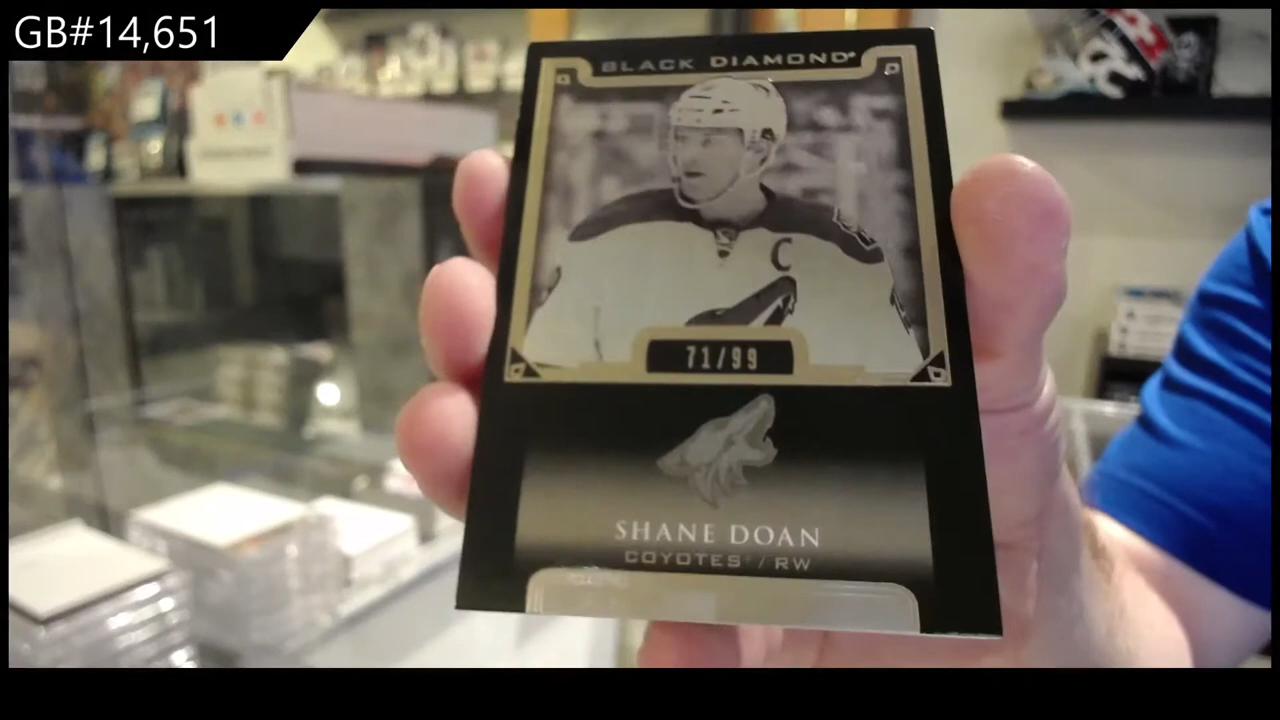 GB#14,651
BLACK DIAMOND
C
71/99
SHANE DOAN
COYOTES / RW